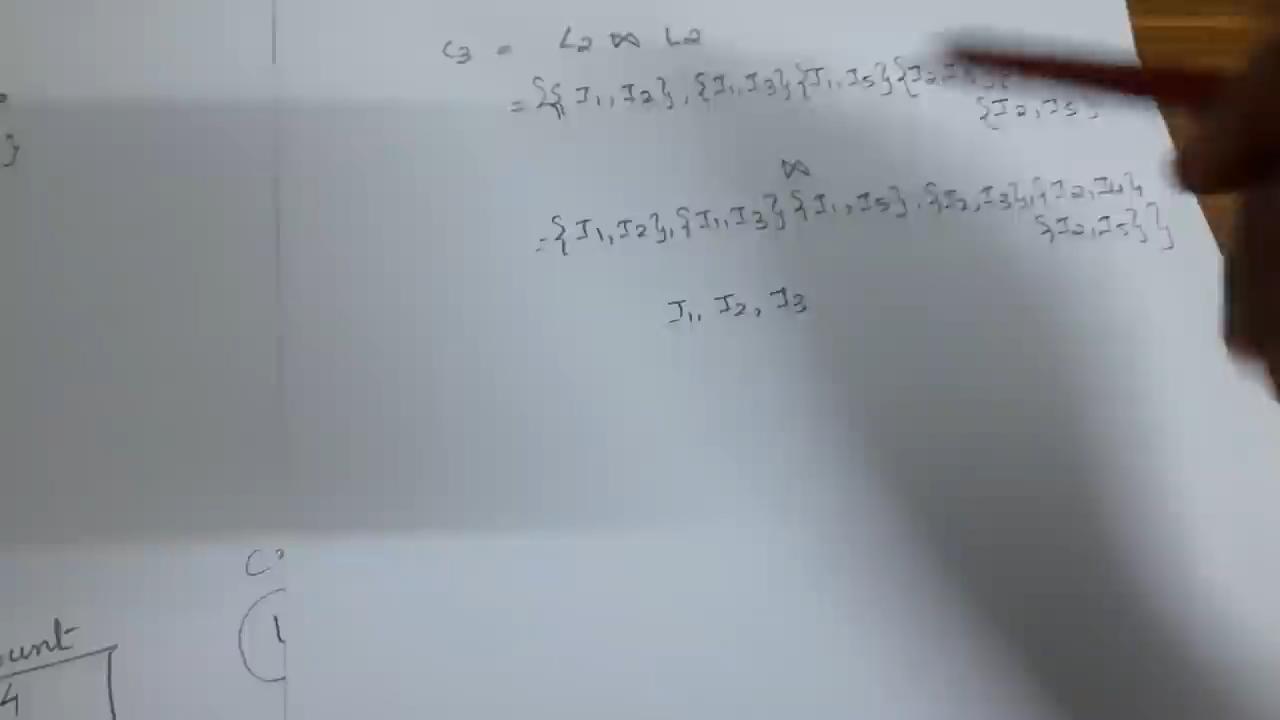 C3 = L2 ⋈ L2
= {{I1, I2}, {I1, I3} {I1, I5} {I2,
{I2, I5}
⋈
= {I1, I2}, {I1, I3} {I1, I5}, {I2, I3}, {I2, I4},
{I2, I5}}
I1, I2, I3
}
C
unt
4